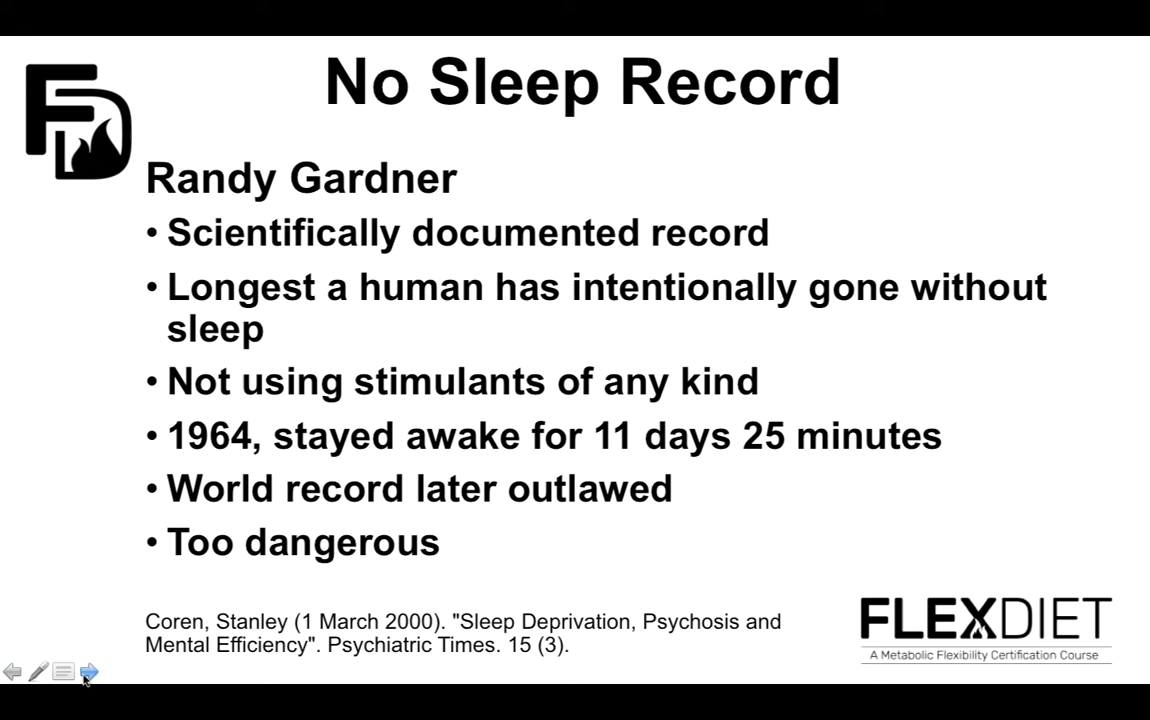 No Sleep Record
FD
Randy Gardner
• Scientifically documented record
• Longest a human has intentionally gone without
sleep
• Not using stimulants of any kind
• 1964, stayed awake for 11 days 25 minutes
• World record later outlawed
• Too dangerous
Coren, Stanley (1 March 2000). "Sleep Deprivation, Psychosis and
Mental Efficiency". Psychiatric Times. 15 (3).
FLEXDIET
A Metabolic Flexibility Certification Course